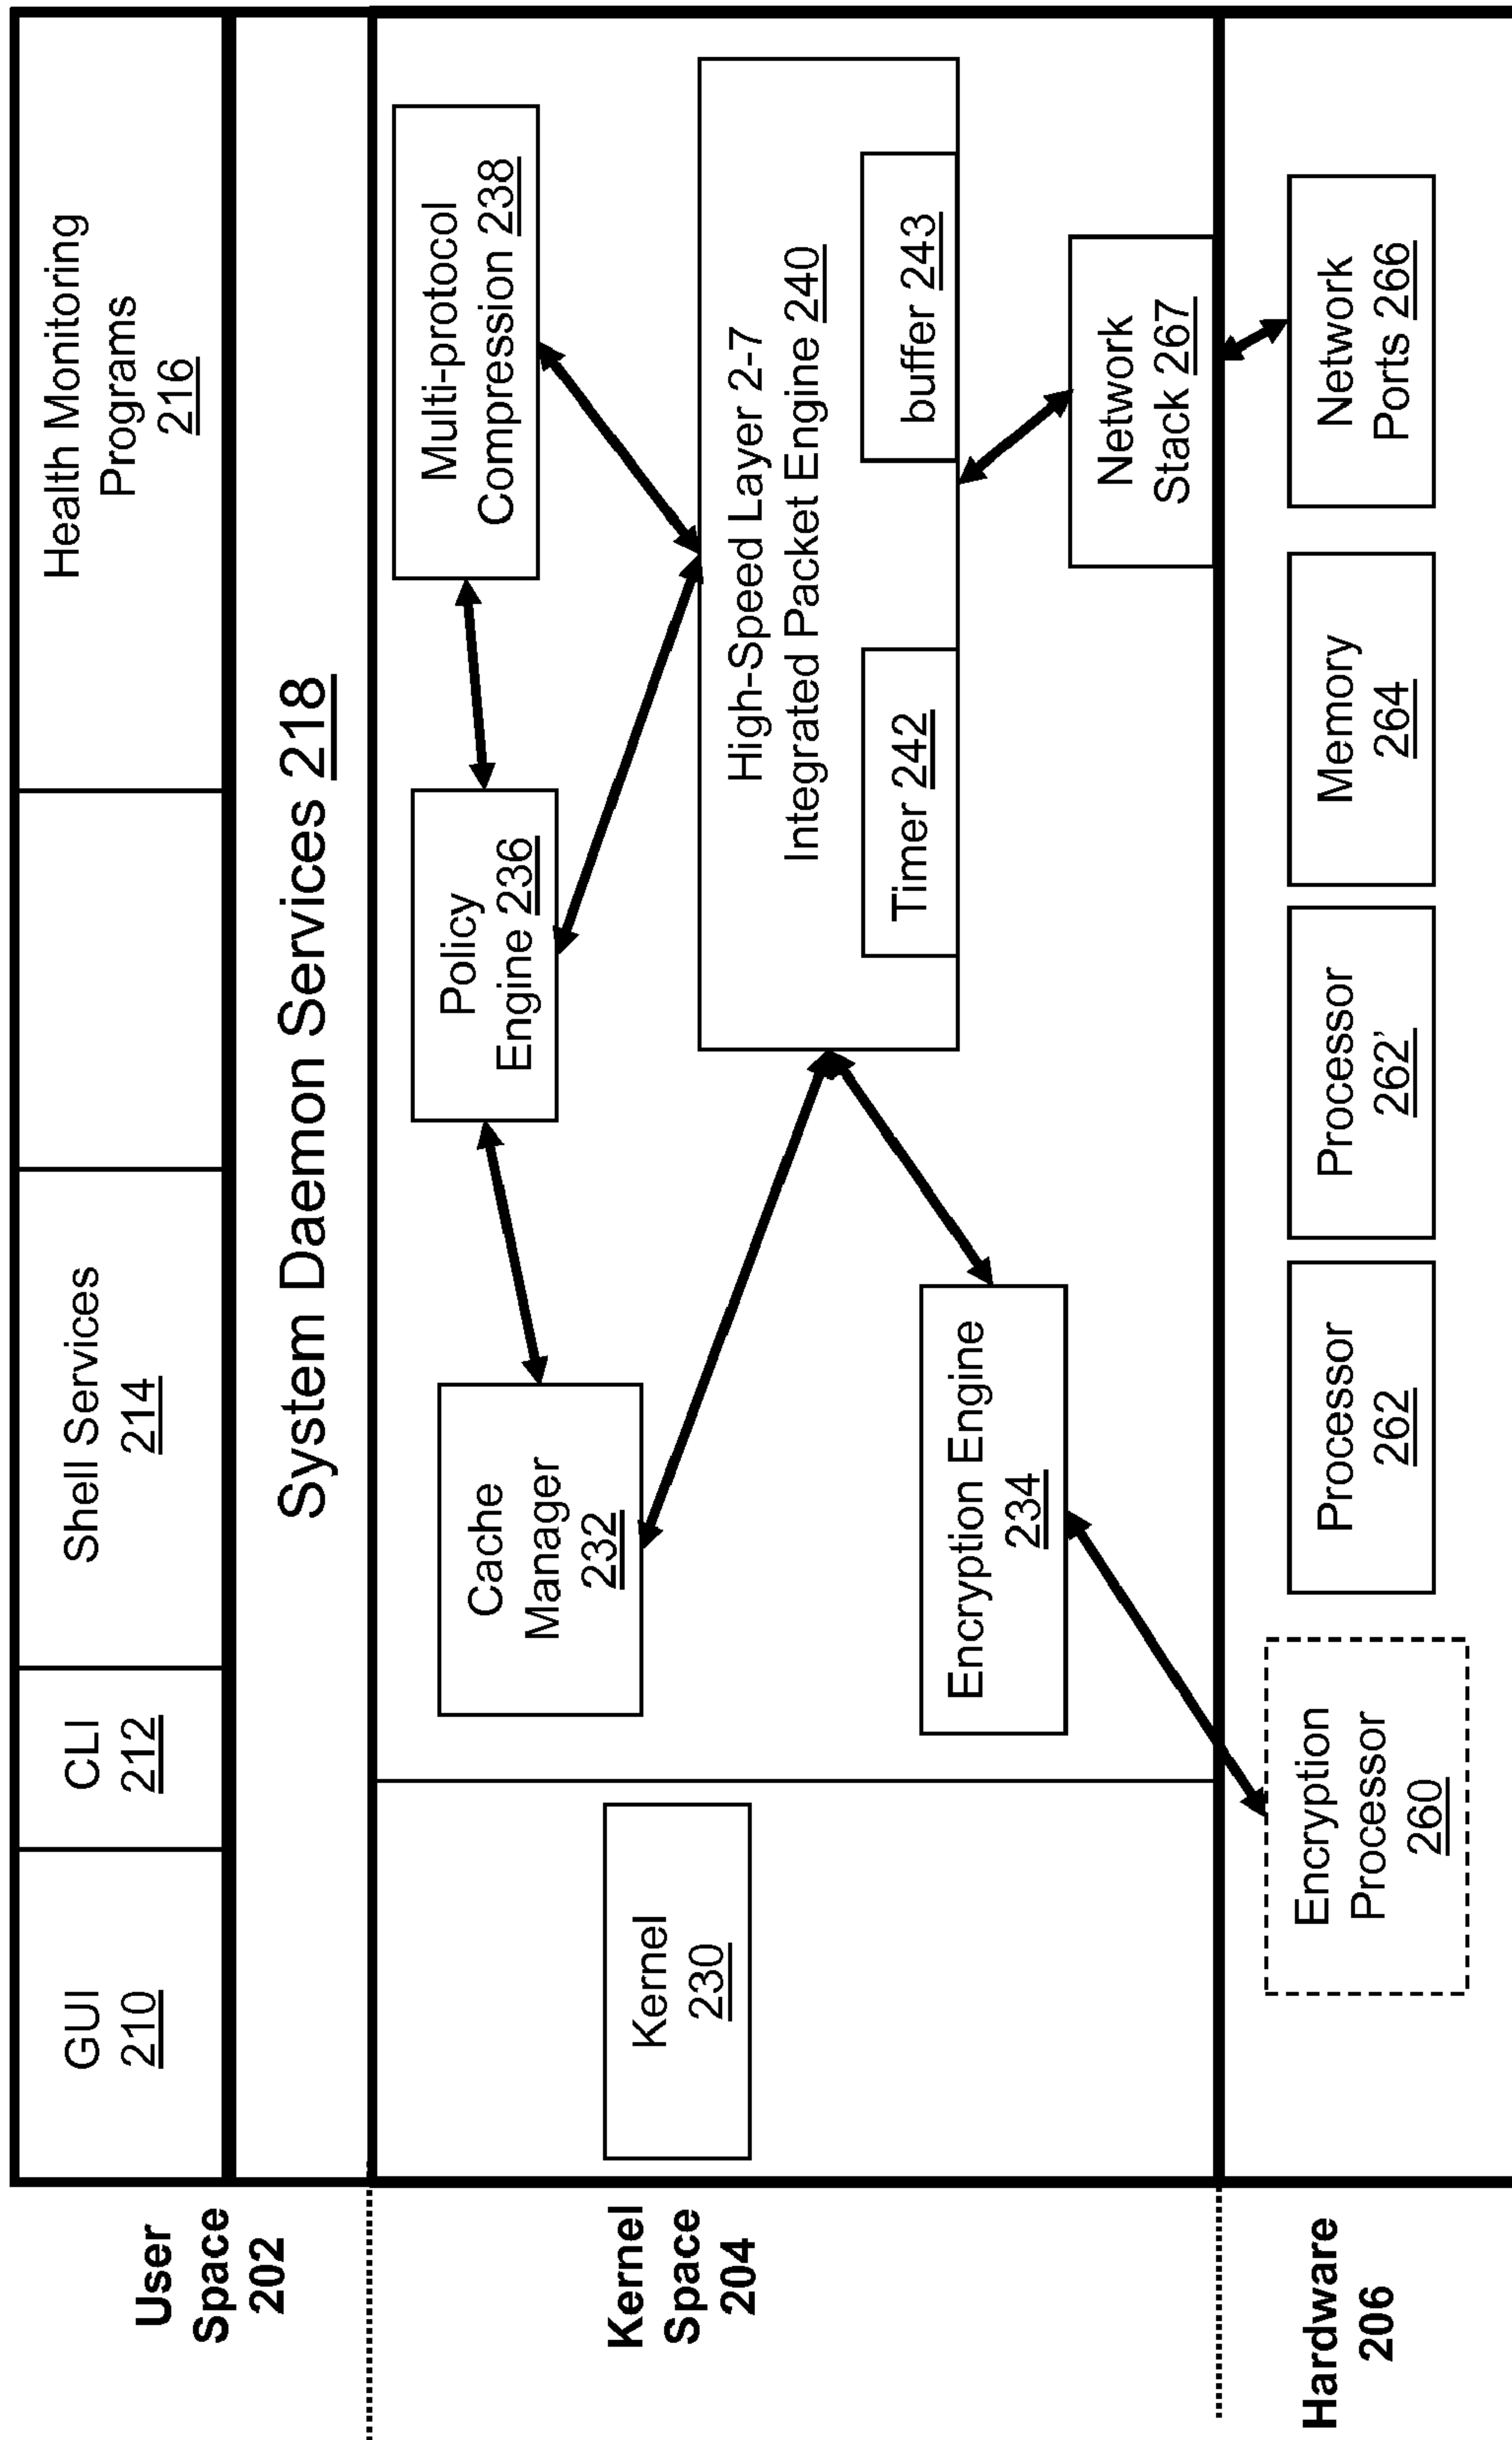 User
Space
202
GUI
210
CLI
212
Shell Services
214
Health Monitoring
Programs
216
System Daemon Services 218
Kernel
Space
204
Kernel
230
Cache
Manager
232
Policy
Engine 236
Multi-protocol
Compression 238
High-Speed Layer 2-7
Integrated Packet Engine 240
Timer 242
buffer 243
Encryption Engine
234
Network
Stack 267
Hardware
206
Encryption
Processor
260
Processor
262
Processor
262’
Memory
264
Network
Ports 266